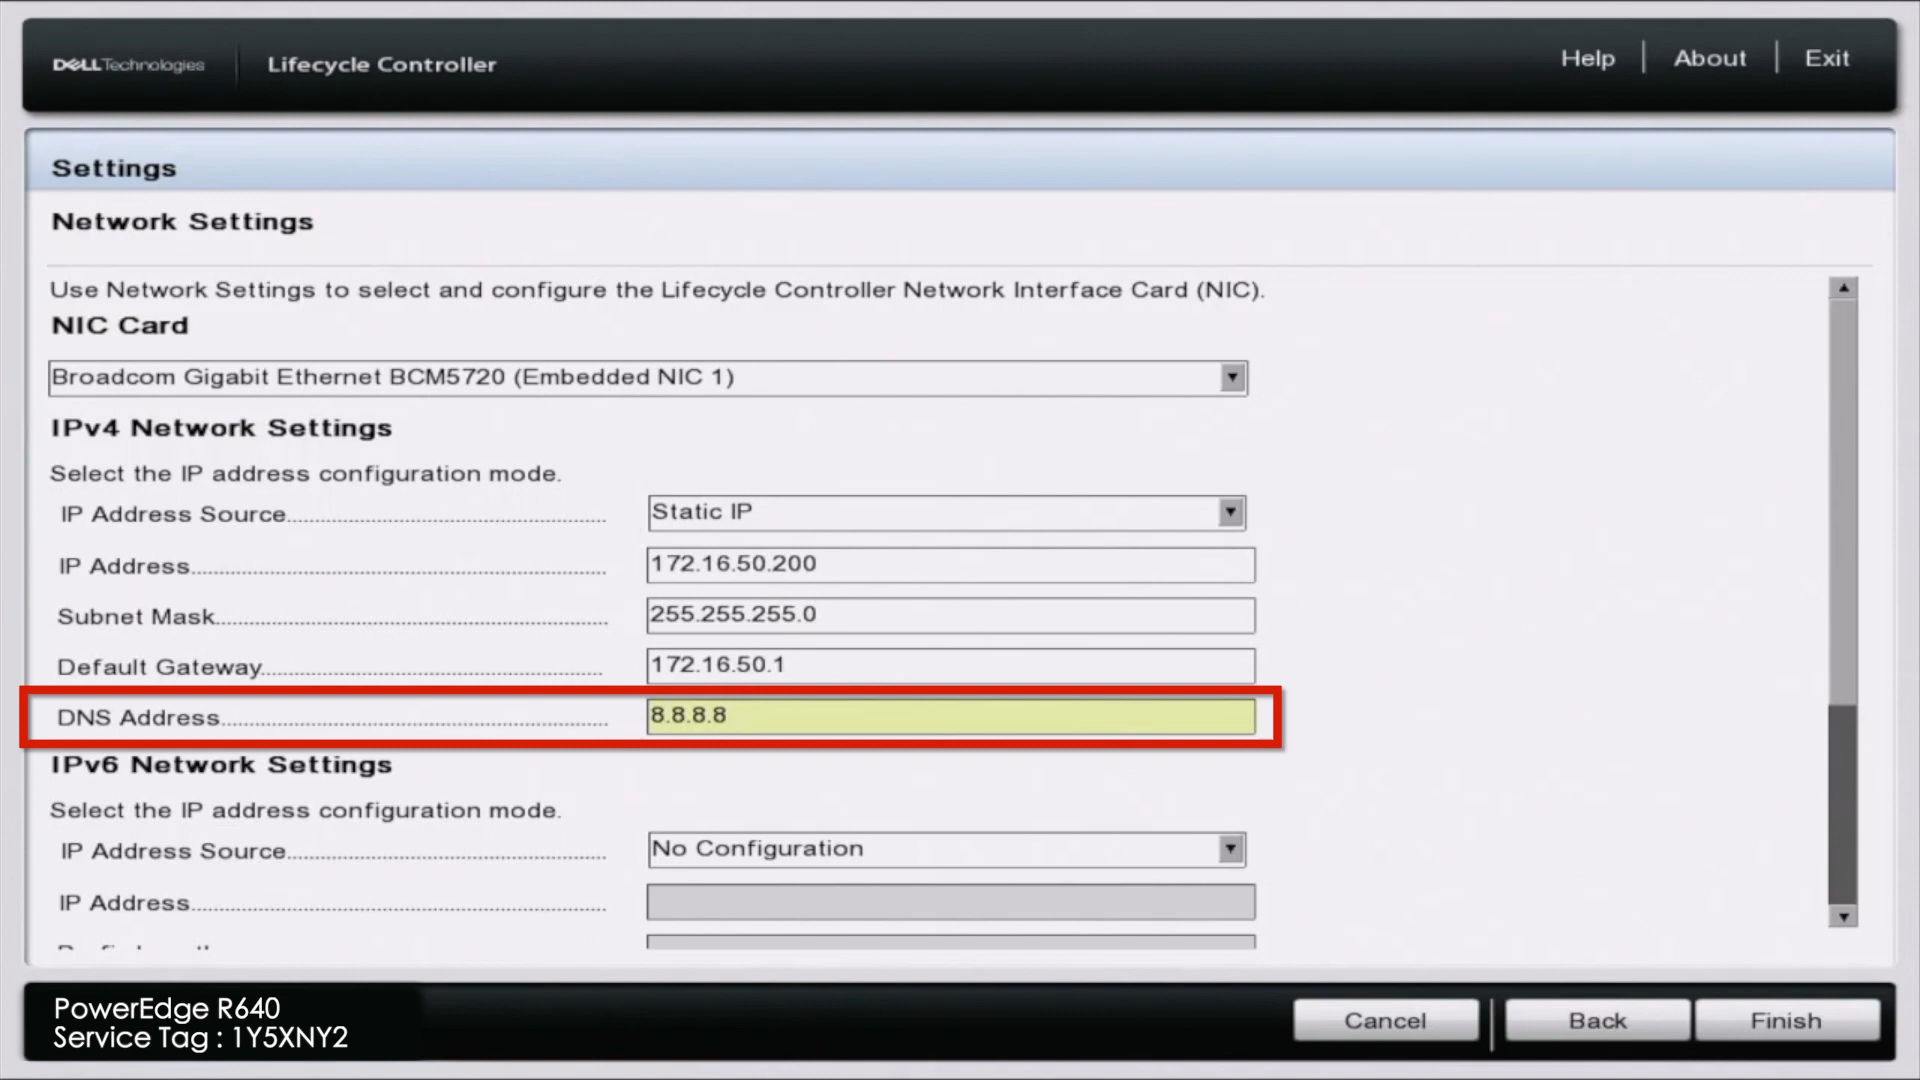 DELL Technologies
Lifecycle Controller
Help
About
Exit
Settings
Network Settings
Use Network Settings to select and configure the Lifecycle Controller Network Interface Card (NIC).
NIC Card
Broadcom Gigabit Ethernet BCM5720 (Embedded NIC 1)
IPv4 Network Settings
Select the IP address configuration mode.
IP Address Source
Static IP
IP Address
172.16.50.200
Subnet Mask
255.255.255.0
Default Gateway
172.16.50.1
DNS Address
8.8.8.8
IPv6 Network Settings
Select the IP address configuration mode.
IP Address Source
No Configuration
IP Address
PowerEdge R640
Service Tag : 1Y5XNY2
Cancel
Back
Finish